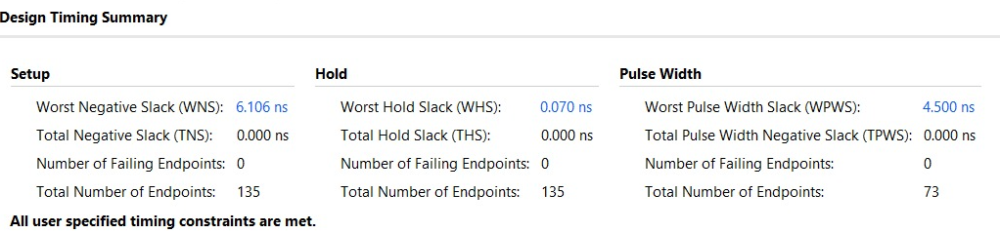 Design Timing Summary
Setup Hold Pulse Width
Worst Negative Slack (WNS): 6.106 ns Worst Hold Slack (WHS): 0.070 ns Worst Pulse Width Slack (WPWS): 4.500 ns
Total Negative Slack (TNS): 0.000 ns Total Hold Slack (THS): 0.000 ns Total Pulse Width Negative Slack (TPWS): 0.000 ns
Number of Failing Endpoints: 0 Number of Failing Endpoints: 0 Number of Failing Endpoints: 0
Total Number of Endpoints: 135 Total Number of Endpoints: 135 Total Number of Endpoints: 73
All user specified timing constraints are met.